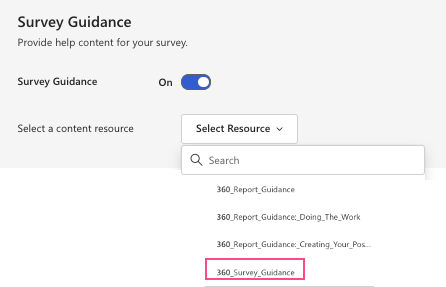 Survey Guidance
Provide help content for your survey.
Survey Guidance On
Select a content resource Select Resource
Search
360_Report_Guidance
360_Report_Guidance:_Doing_The_Work
360_Report_Guidance:_Creating_Your_Pos...
360_Survey_Guidance